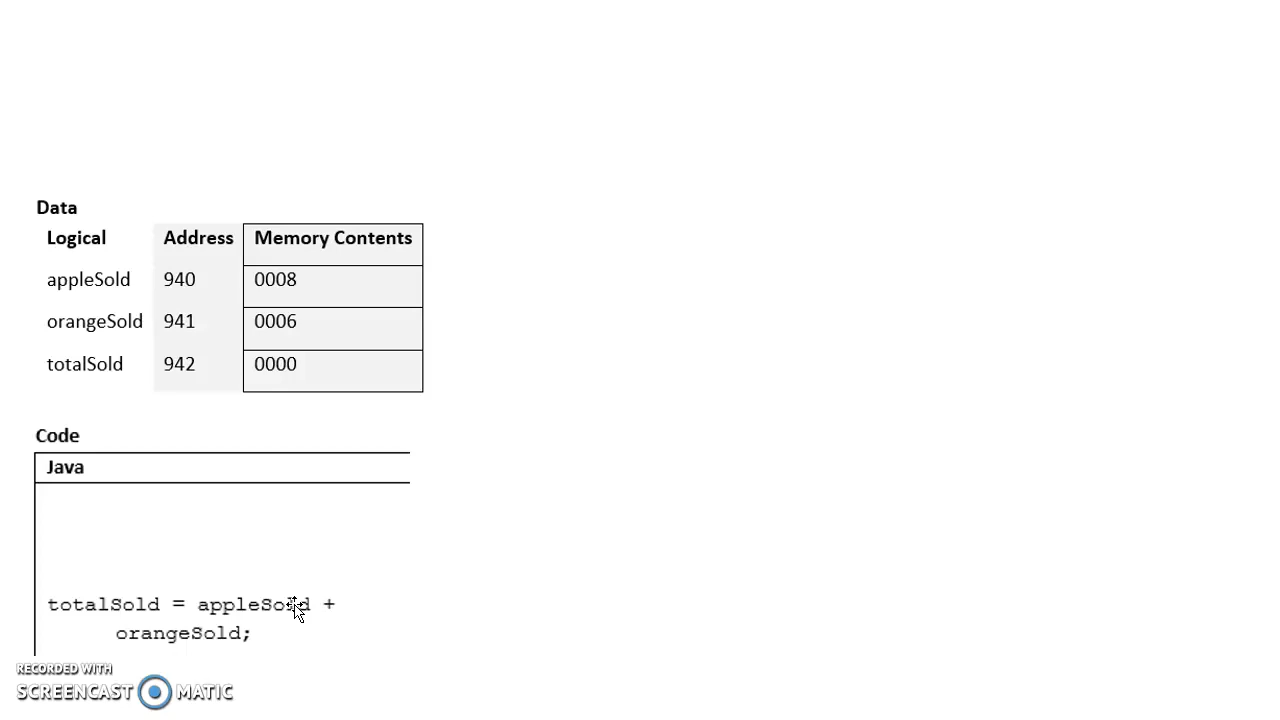 Data
Logical Address Memory Contents
appleSold 940 0008
orangeSold 941 0006
totalSold 942 0000
Code
Java
totalSold = appleSold +
orangeSold;
RECORDED WITH
SCREENCAST MATIC